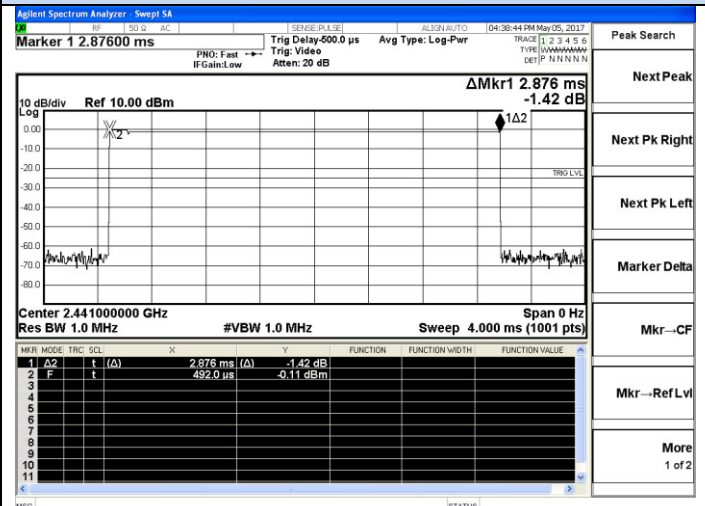 Agilent Spectrum Analyzer - Swept SA
RF 50 Ω AC SENSE:PULSE ALIGN AUTO 04:38:44 PM May 05, 2017
Marker 1 2.87600 ms
PNO: Fast
IFGain:Low
Trig Delay-500.0 µs
Trig: Video
Atten: 20 dB
Avg Type: Log-Pwr
TRACE 1 2 3 4 5 6
TYPE WWWWWW
DET P N N N N N
ΔMkr1 2.876 ms
-1.42 dB
10 dB/div Ref 10.00 dBm
Log
0.00
-10.0
-20.0
-30.0
-40.0
-50.0
-60.0
-70.0
-80.0
2
1Δ2
TRIG LVL
Center 2.441000000 GHz Span 0 Hz
Res BW 1.0 MHz #VBW 1.0 MHz Sweep 4.000 ms (1001 pts)
MKR MODE TRC SCL X Y FUNCTION FUNCTION WIDTH FUNCTION VALUE
1 Δ2 t (Δ) 2.876 ms (Δ) -1.42 dB
2 F t 492.0 µs -0.11 dBm
3
4
5
6
7
8
9
10
11
MSG STATUS
Peak Search
Next Peak
Next Pk Right
Next Pk Left
Marker Delta
Mkr→CF
Mkr→Ref Lvl
More
1 of 2